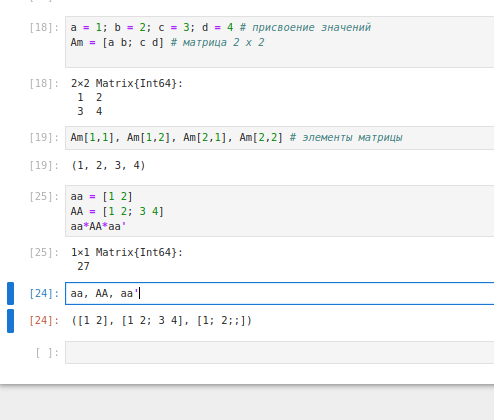 [18]: a = 1; b = 2; c = 3; d = 4 # присвоение значений
Am = [a b; c d] # матрица 2 x 2
[18]: 2×2 Matrix{Int64}:
1 2
3 4
[19]: Am[1,1], Am[1,2], Am[2,1], Am[2,2] # элементы матрицы
[19]: (1, 2, 3, 4)
[25]: aa = [1 2]
AA = [1 2; 3 4]
aa*AA*aa'
[25]: 1×1 Matrix{Int64}:
27
[24]: aa, AA, aa'
[24]: ([1 2], [1 2; 3 4], [1; 2;;])
[ ]: